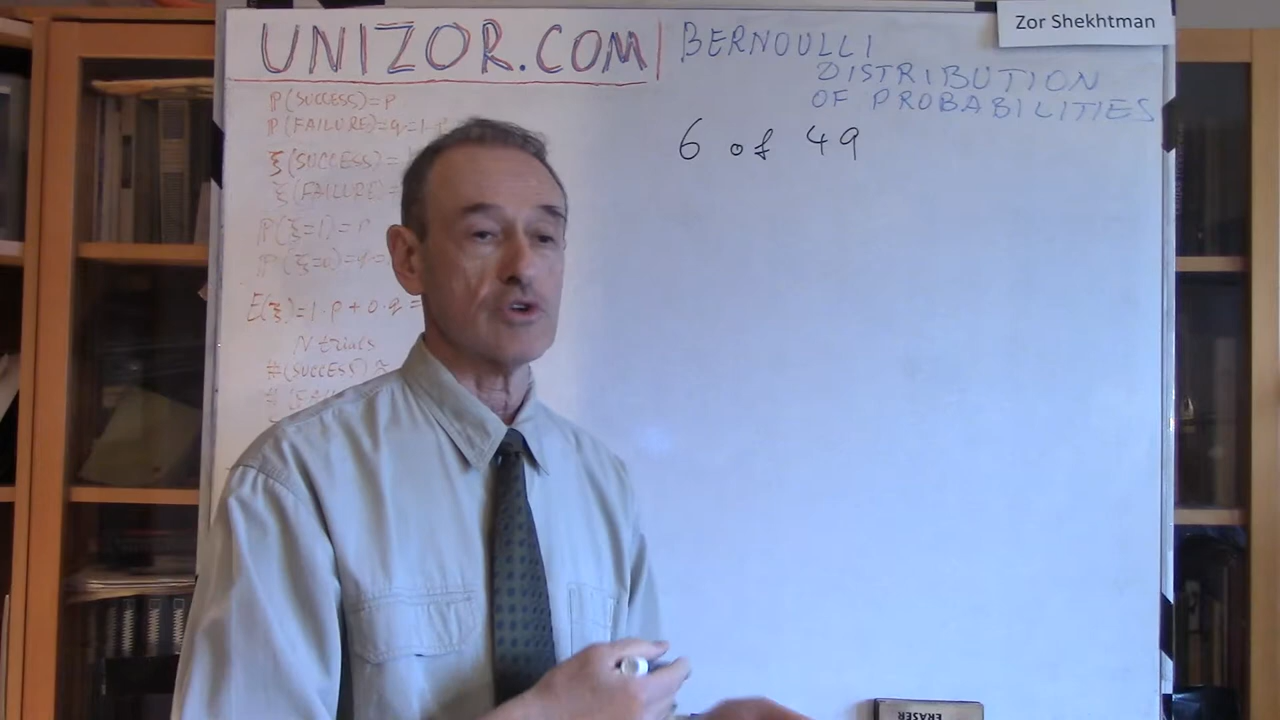 Zor Shekhtman
UNIZOR.COM | BERNOULLI
DISTRIBUTION
OF PROBABILITIES
P(SUCCESS)=p
P(FAILURE)=q=1-
ξ(SUCCESS)=
ξ(FAILURE)
P(ξ=1)=p
P(ξ=0)=q=
E(ξ)=1·p+0·q=
N trials
#(SUCCESS)≈
6 of 49
ERASER